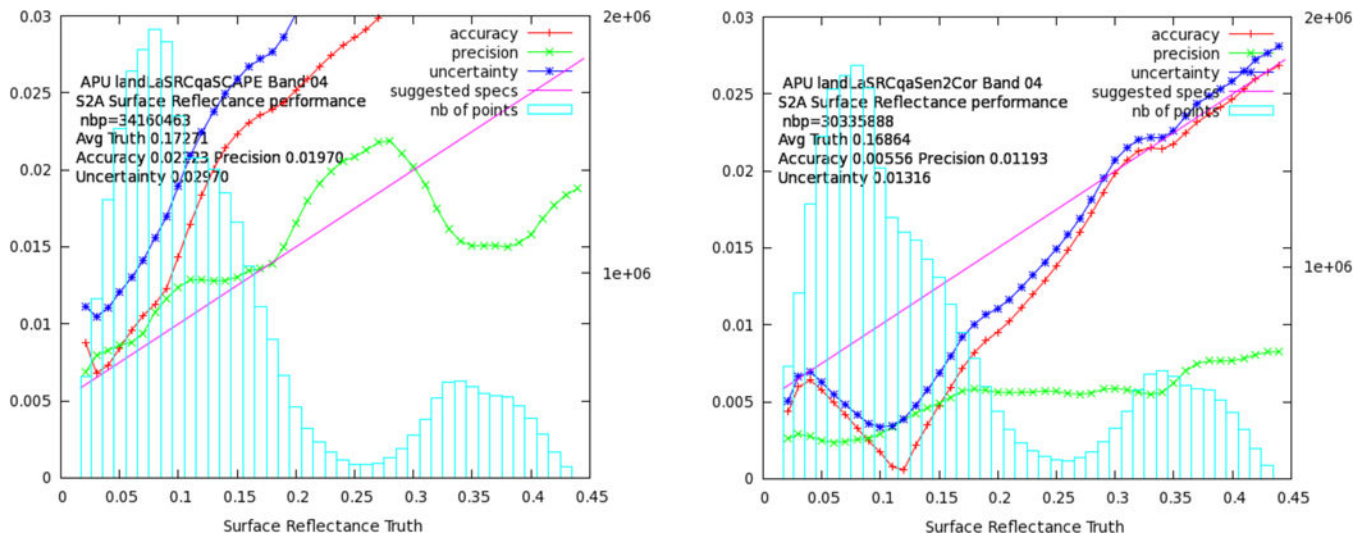 0.03
0.025
0.02
0.015
0.01
0.005
0
2e+06
1e+06
accuracy
precision
uncertainty
suggested specs
nb of points
APU landLaSRCqaSCAPE Band 04
S2A Surface Reflectance performance
nbp=34160463
Avg Truth 0.17271
Accuracy 0.02223 Precision 0.01970
Uncertainty 0.02970
0 0.05 0.1 0.15 0.2 0.25 0.3 0.35 0.4 0.45
Surface Reflectance Truth
0.03
0.025
0.02
0.015
0.01
0.005
0
2e+06
1e+06
accuracy
precision
uncertainty
suggested specs
nb of points
APU landLaSRCqaSen2Cor Band 04
S2A Surface Reflectance performance
nbp=30335888
Avg Truth 0.16864
Accuracy 0.00556 Precision 0.01193
Uncertainty 0.01316
0 0.05 0.1 0.15 0.2 0.25 0.3 0.35 0.4 0.45
Surface Reflectance Truth